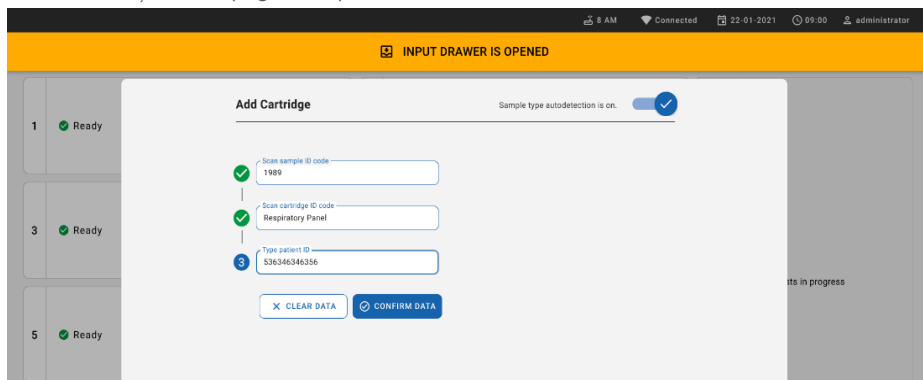 8 AM Connected 22-01-2021 09:00 administrator
INPUT DRAWER IS OPENED
Add Cartridge Sample type autodetection is on.
1 Ready
Scan sample ID code
1989
Scan cartridge ID code
3 Ready Respiratory Panel
Type patient ID
3 536346346356
sts in progress
CLEAR DATA CONFIRM DATA
5 Ready